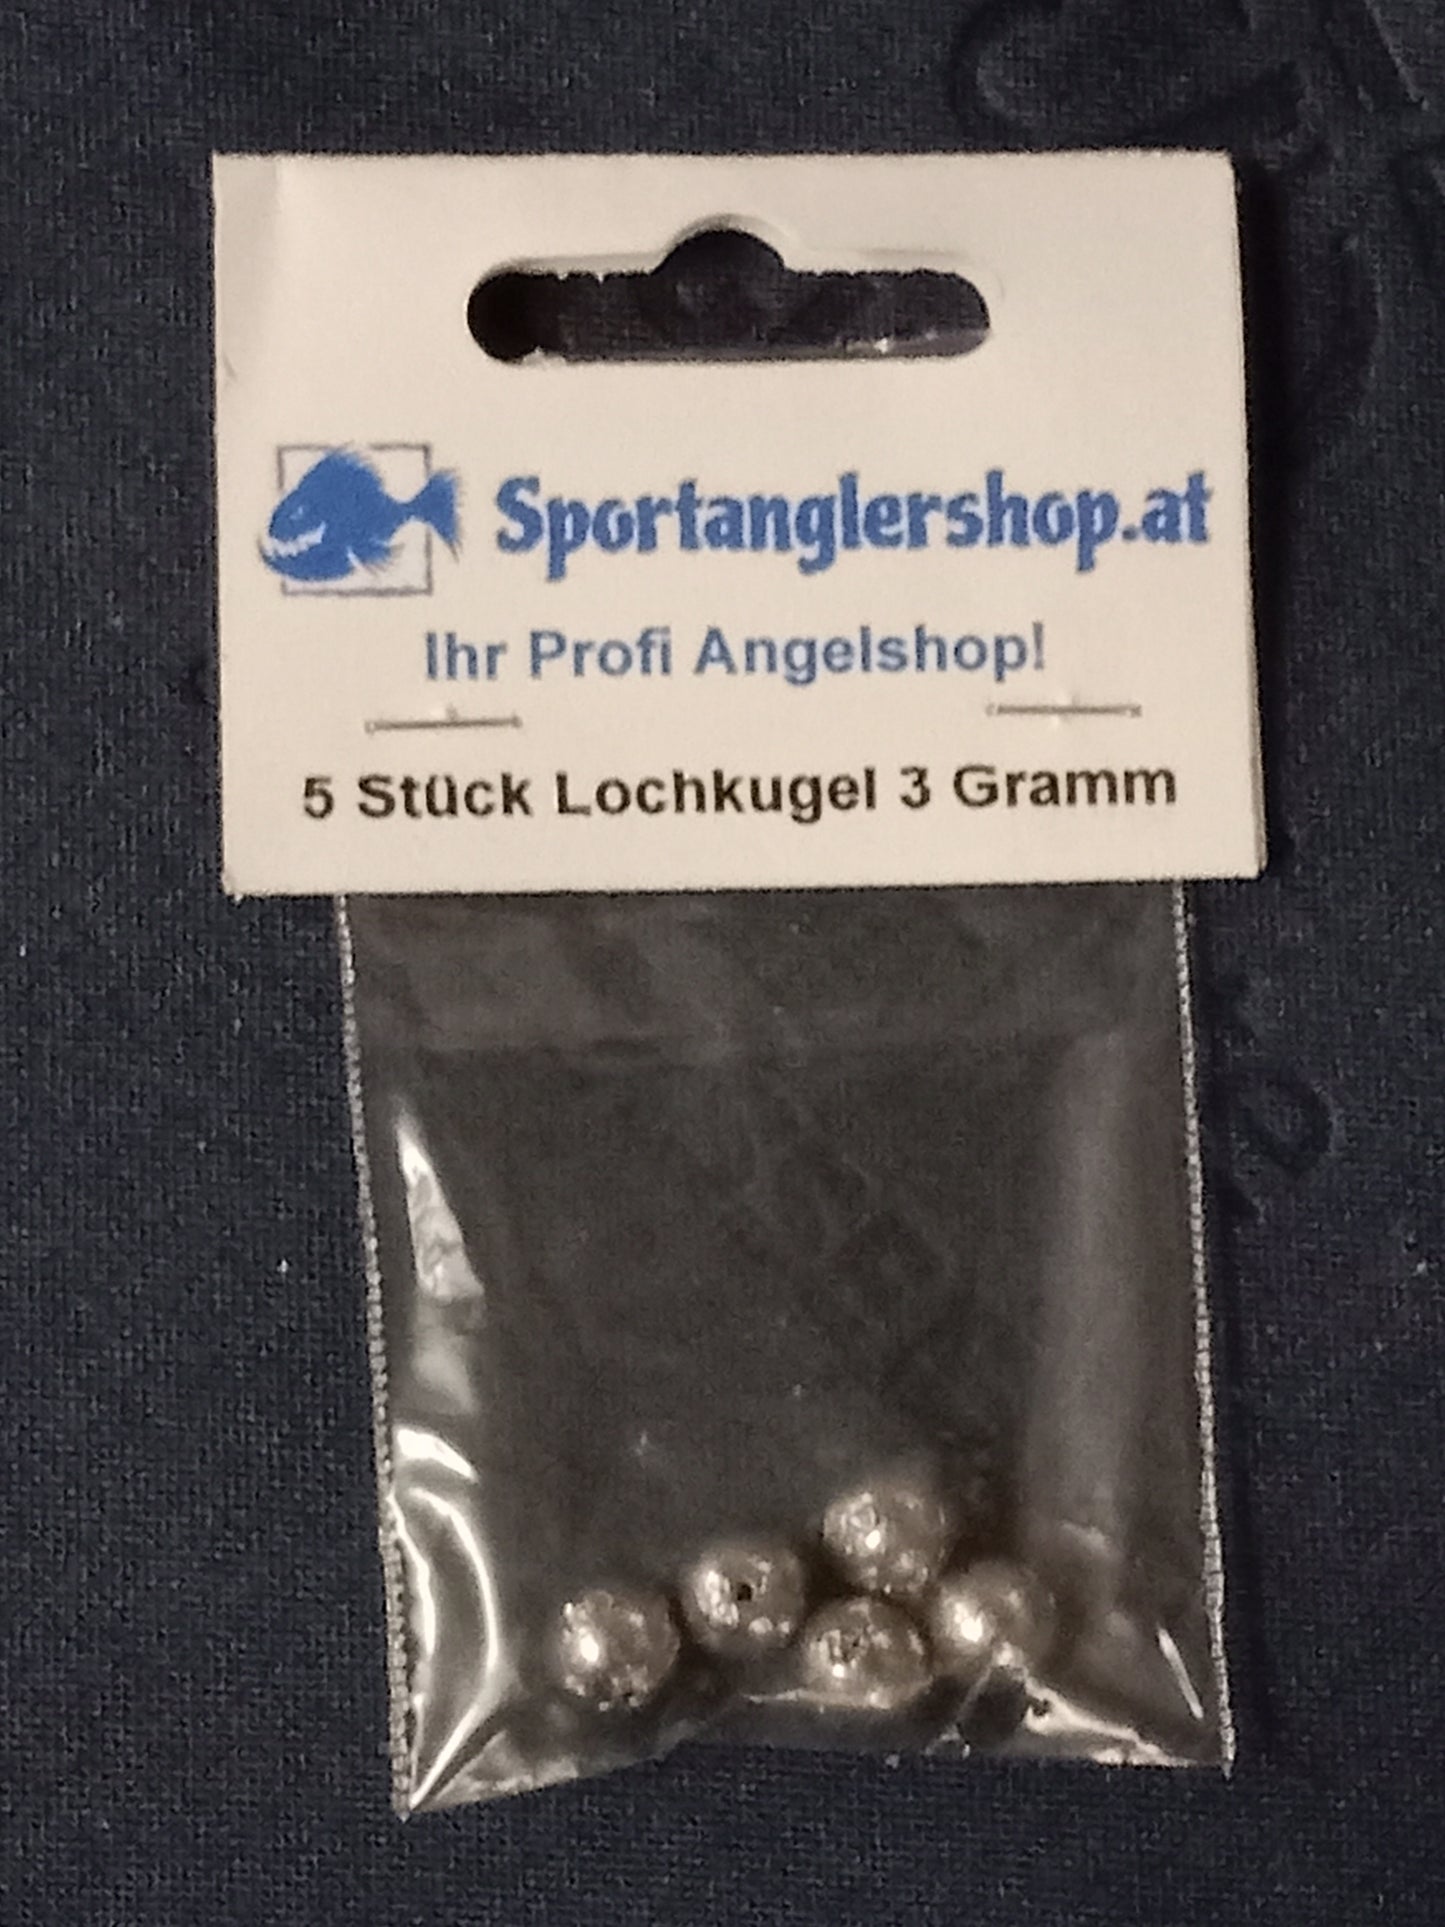 Sportanglershop.at
Ihr Profi Angelshop!
5 Stück Lochkugel 3 Gramm